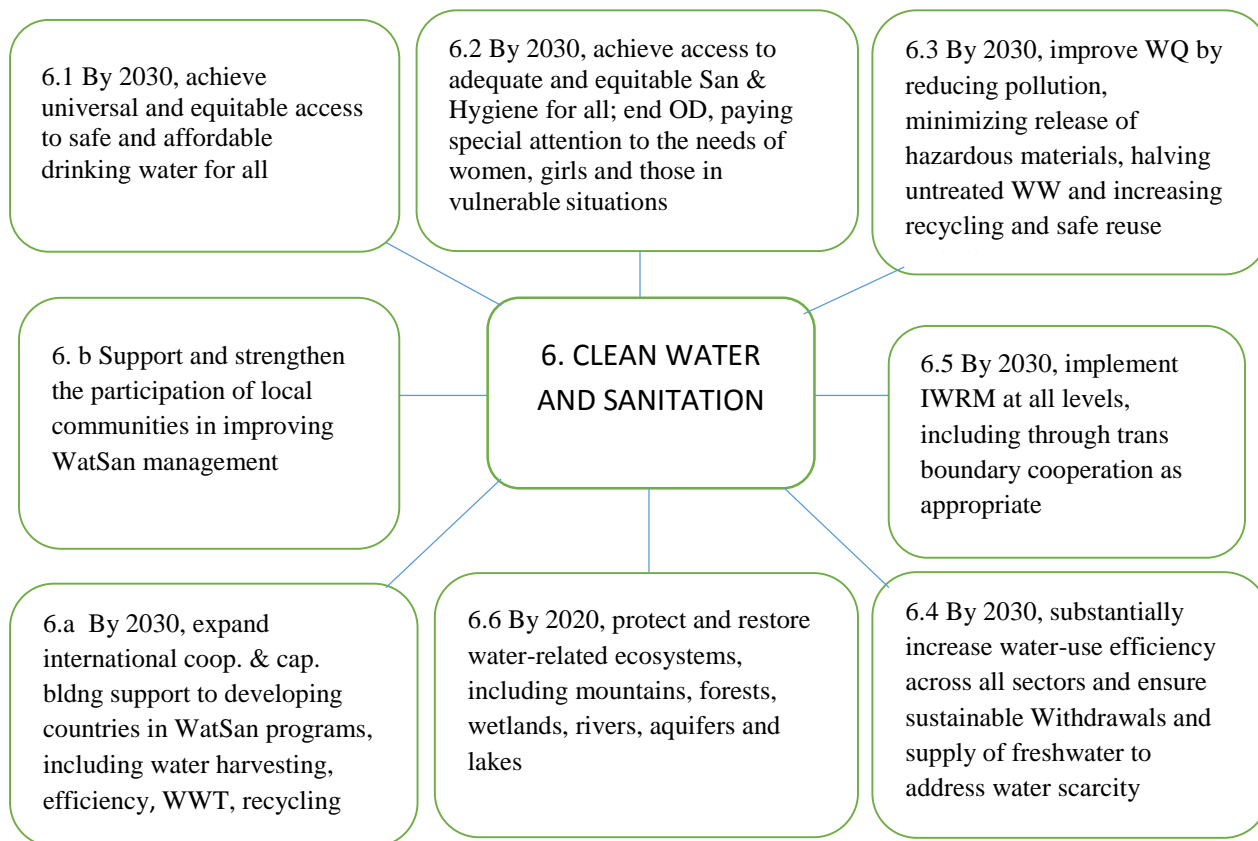 6.1 By 2030, achieve
universal and equitable access
to safe and affordable
drinking water for all
6.2 By 2030, achieve access to
adequate and equitable San &
Hygiene for all; end OD, paying
special attention to the needs of
women, girls and those in
vulnerable situations
6.3 By 2030, improve WQ by
reducing pollution,
minimizing release of
hazardous materials, halving
untreated WW and increasing
recycling and safe reuse
6. b Support and strengthen
the participation of local
communities in improving
WatSan management
6. CLEAN WATER
AND SANITATION
6.5 By 2030, implement
IWRM at all levels,
including through trans
boundary cooperation as
appropriate
6.a By 2030, expand
international coop. & cap.
bldng support to developing
countries in WatSan programs,
including water harvesting,
efficiency, WWT, recycling
6.6 By 2020, protect and restore
water-related ecosystems,
including mountains, forests,
wetlands, rivers, aquifers and
lakes
6.4 By 2030, substantially
increase water-use efficiency
across all sectors and ensure
sustainable Withdrawals and
supply of freshwater to
address water scarcity